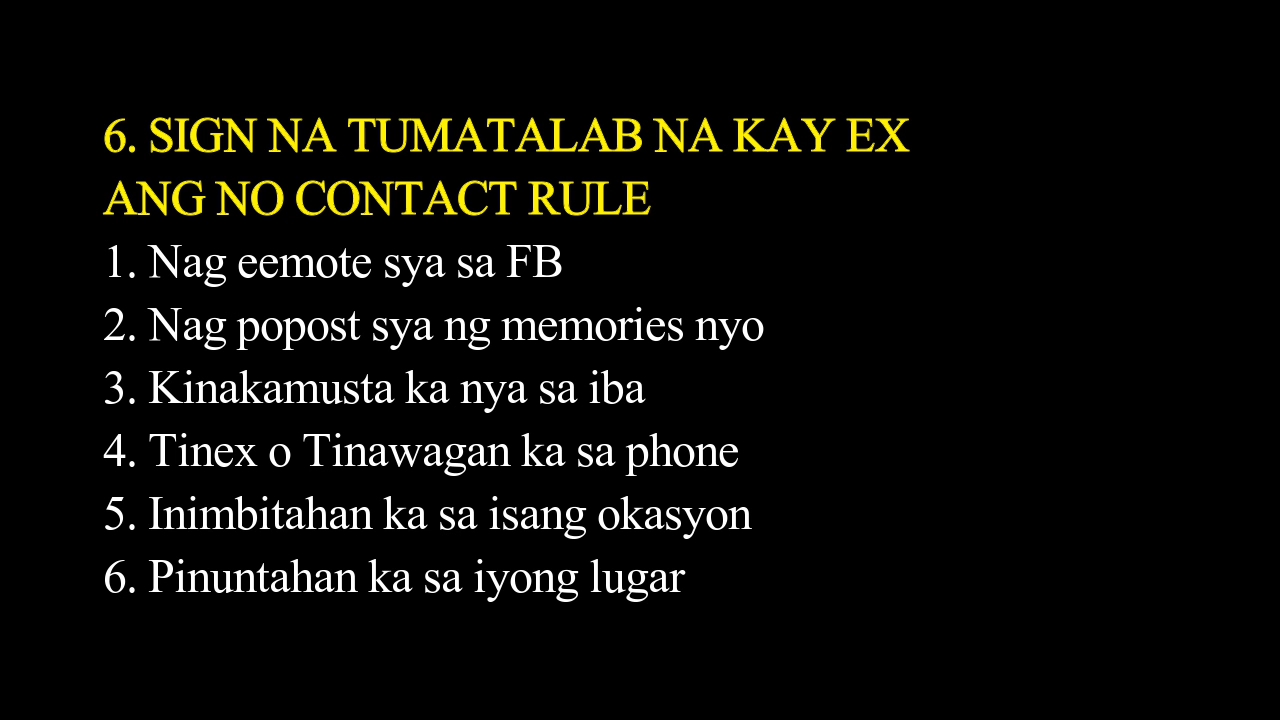 6. SIGN NA TUMATALAB NA KAY EX
ANG NO CONTACT RULE
1. Nag eemote sya sa FB
2. Nag popost sya ng memories nyo
3. Kinakamusta ka nya sa iba
4. Tinex o Tinawagan ka sa phone
5. Inimbitahan ka sa isang okasyon
6. Pinuntahan ka sa iyong lugar